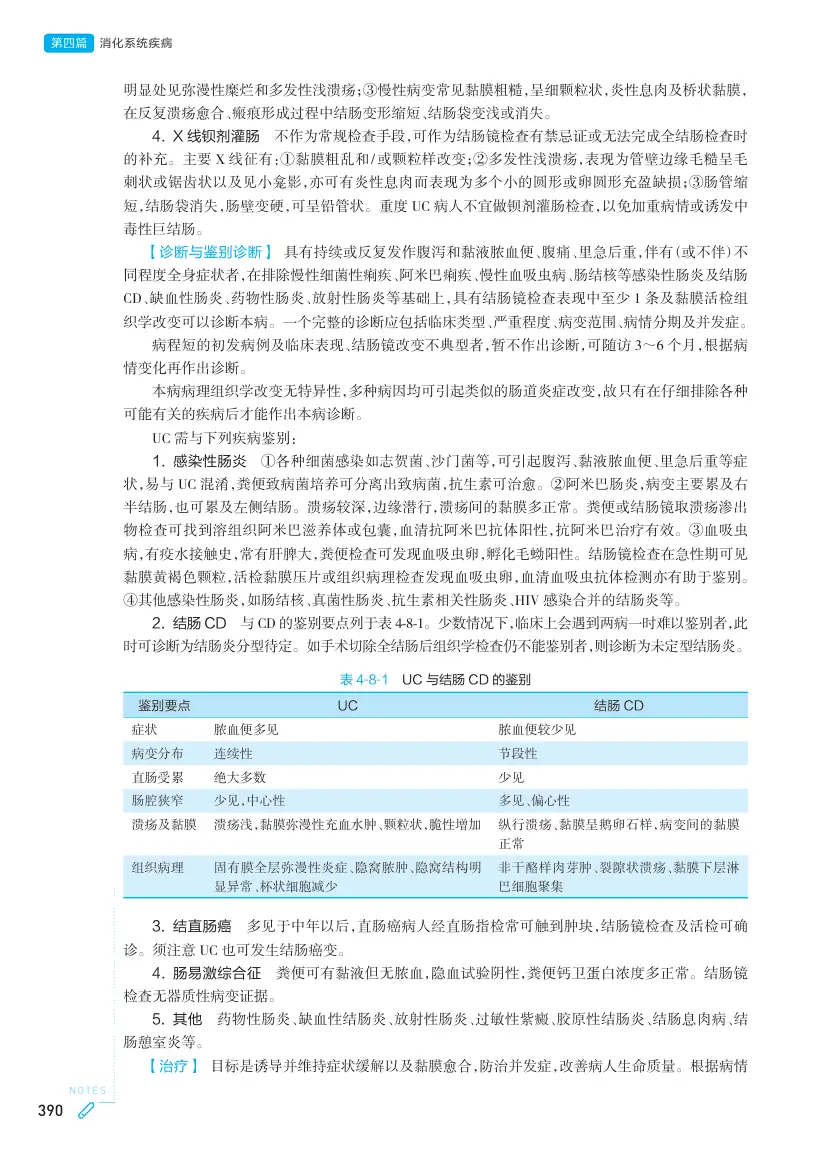 第四篇 消化系统疾病
明显处见弥漫性糜烂和多发性浅溃疡；③慢性病变常见黏膜粗糙，呈细颗粒状，炎性息肉及桥状黏膜，
在反复溃疡愈合、瘢痕形成过程中结肠变形缩短、结肠袋变浅或消失。
4. X 线钡剂灌肠 不作为常规检查手段，可作为结肠镜检查有禁忌证或无法完成全结肠检查时
的补充。主要 X 线征有：①黏膜粗乱和/或颗粒样改变；②多发性浅溃疡，表现为管壁边缘毛糙呈毛
刺状或锯齿状以及见小龛影，亦可有炎性息肉而表现为多个小的圆形或卵圆形充盈缺损；③肠管缩
短，结肠袋消失，肠壁变硬，可呈铅管状。重度 UC 病人不宜做钡剂灌肠检查，以免加重病情或诱发中
毒性巨结肠。
【诊断与鉴别诊断】 具有持续或反复发作腹泻和黏液脓血便、腹痛、里急后重，伴有（或不伴）不
同程度全身症状者，在排除慢性细菌性痢疾、阿米巴痢疾、慢性血吸虫病、肠结核等感染性肠炎及结肠
CD、缺血性肠炎、药物性肠炎、放射性肠炎等基础上，具有结肠镜检查表现中至少 1 条及黏膜活检组
织学改变可以诊断本病。一个完整的诊断应包括临床类型、严重程度、病变范围、病情分期及并发症。
病程短的初发病例及临床表现、结肠镜改变不典型者，暂不作出诊断，可随访 3～6 个月，根据病
情变化再作出诊断。
本病病理组织学改变无特异性，多种病因均可引起类似的肠道炎症改变，故只有在仔细排除各种
可能有关的疾病后才能作出本病诊断。
UC 需与下列疾病鉴别：
1. 感染性肠炎 ①各种细菌感染如志贺菌、沙门菌等，可引起腹泻、黏液脓血便、里急后重等症
状，易与 UC 混淆，粪便致病菌培养可分离出致病菌，抗生素可治愈。②阿米巴肠炎，病变主要累及右
半结肠，也可累及左侧结肠。溃疡较深，边缘潜行，溃疡间的黏膜多正常。粪便或结肠镜取溃疡渗出
物检查可找到溶组织阿米巴滋养体或包囊，血清抗阿米巴抗体阳性，抗阿米巴治疗有效。③血吸虫
病，有疫水接触史，常有肝脾大，粪便检查可发现血吸虫卵，孵化毛蚴阳性。结肠镜检查在急性期可见
黏膜黄褐色颗粒，活检黏膜压片或组织病理检查发现血吸虫卵，血清血吸虫抗体检测亦有助于鉴别。
④其他感染性肠炎，如肠结核、真菌性肠炎、抗生素相关性肠炎、HIV 感染合并的结肠炎等。
2. 结肠 CD 与 CD 的鉴别要点列于表 4-8-1。少数情况下，临床上会遇到两病一时难以鉴别者，此
时可诊断为结肠炎分型待定。如手术切除全结肠后组织学检查仍不能鉴别者，则诊断为未定型结肠炎。
表 4-8-1 UC 与结肠 CD 的鉴别
鉴别要点 UC 结肠 CD
症状 脓血便多见 脓血便较少见
病变分布 连续性 节段性
直肠受累 绝大多数 少见
肠腔狭窄 少见，中心性 多见、偏心性
溃疡及黏膜 溃疡浅，黏膜弥漫性充血水肿、颗粒状，脆性增加 纵行溃疡、黏膜呈鹅卵石样，病变间的黏膜
正常
组织病理 固有膜全层弥漫性炎症、隐窝脓肿、隐窝结构明 非干酪样肉芽肿、裂隙状溃疡、黏膜下层淋
显异常、杯状细胞减少 巴细胞聚集
3. 结直肠癌 多见于中年以后，直肠癌病人经直肠指检常可触到肿块，结肠镜检查及活检可确
诊。须注意 UC 也可发生结肠癌变。
4. 肠易激综合征 粪便可有黏液但无脓血，隐血试验阴性，粪便钙卫蛋白浓度多正常。结肠镜
检查无器质性病变证据。
5. 其他 药物性肠炎、缺血性结肠炎、放射性肠炎、过敏性紫癜、胶原性结肠炎、结肠息肉病、结
肠憩室炎等。
【治疗】 目标是诱导并维持症状缓解以及黏膜愈合，防治并发症，改善病人生命质量。根据病情
NOTES
390